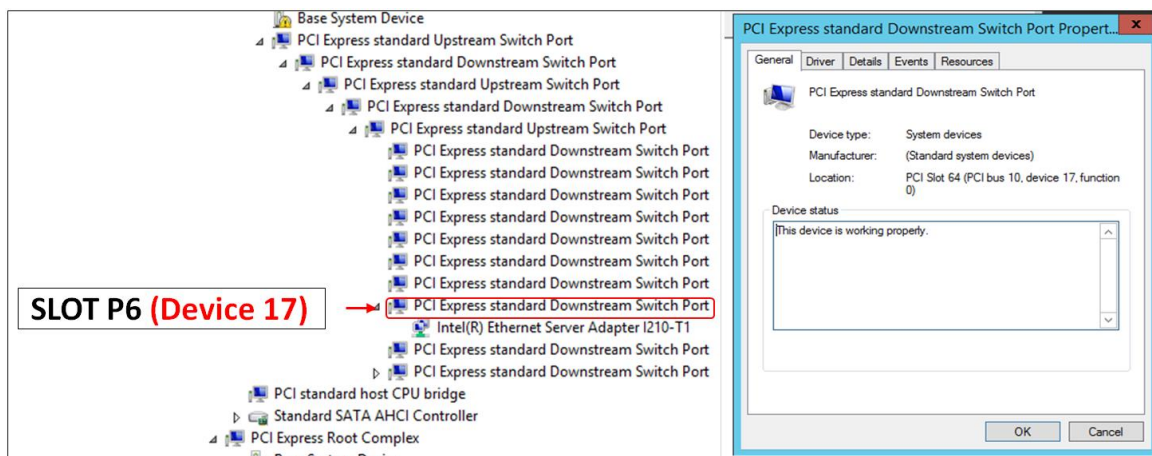 Base System Device
PCI Express standard Upstream Switch Port
PCI Express standard Downstream Switch Port
PCI Express standard Upstream Switch Port
PCI Express standard Downstream Switch Port
PCI Express standard Upstream Switch Port
PCI Express standard Downstream Switch Port
PCI Express standard Downstream Switch Port
PCI Express standard Downstream Switch Port
PCI Express standard Downstream Switch Port
PCI Express standard Downstream Switch Port
PCI Express standard Downstream Switch Port
PCI Express standard Downstream Switch Port
SLOT P6 (Device 17)
PCI Express standard Downstream Switch Port
Intel(R) Ethernet Server Adapter I210-T1
PCI Express standard Downstream Switch Port
PCI Express standard Downstream Switch Port
PCI standard host CPU bridge
Standard SATA AHCI Controller
PCI Express Root Complex
PCI Express standard Downstream Switch Port Propert... x
General Driver Details Events Resources
PCI Express standard Downstream Switch Port
Device type: System devices
Manufacturer: (Standard system devices)
Location: PCI Slot 64 (PCI bus 10, device 17, function
0)
Device status
This device is working properly.
OK Cancel